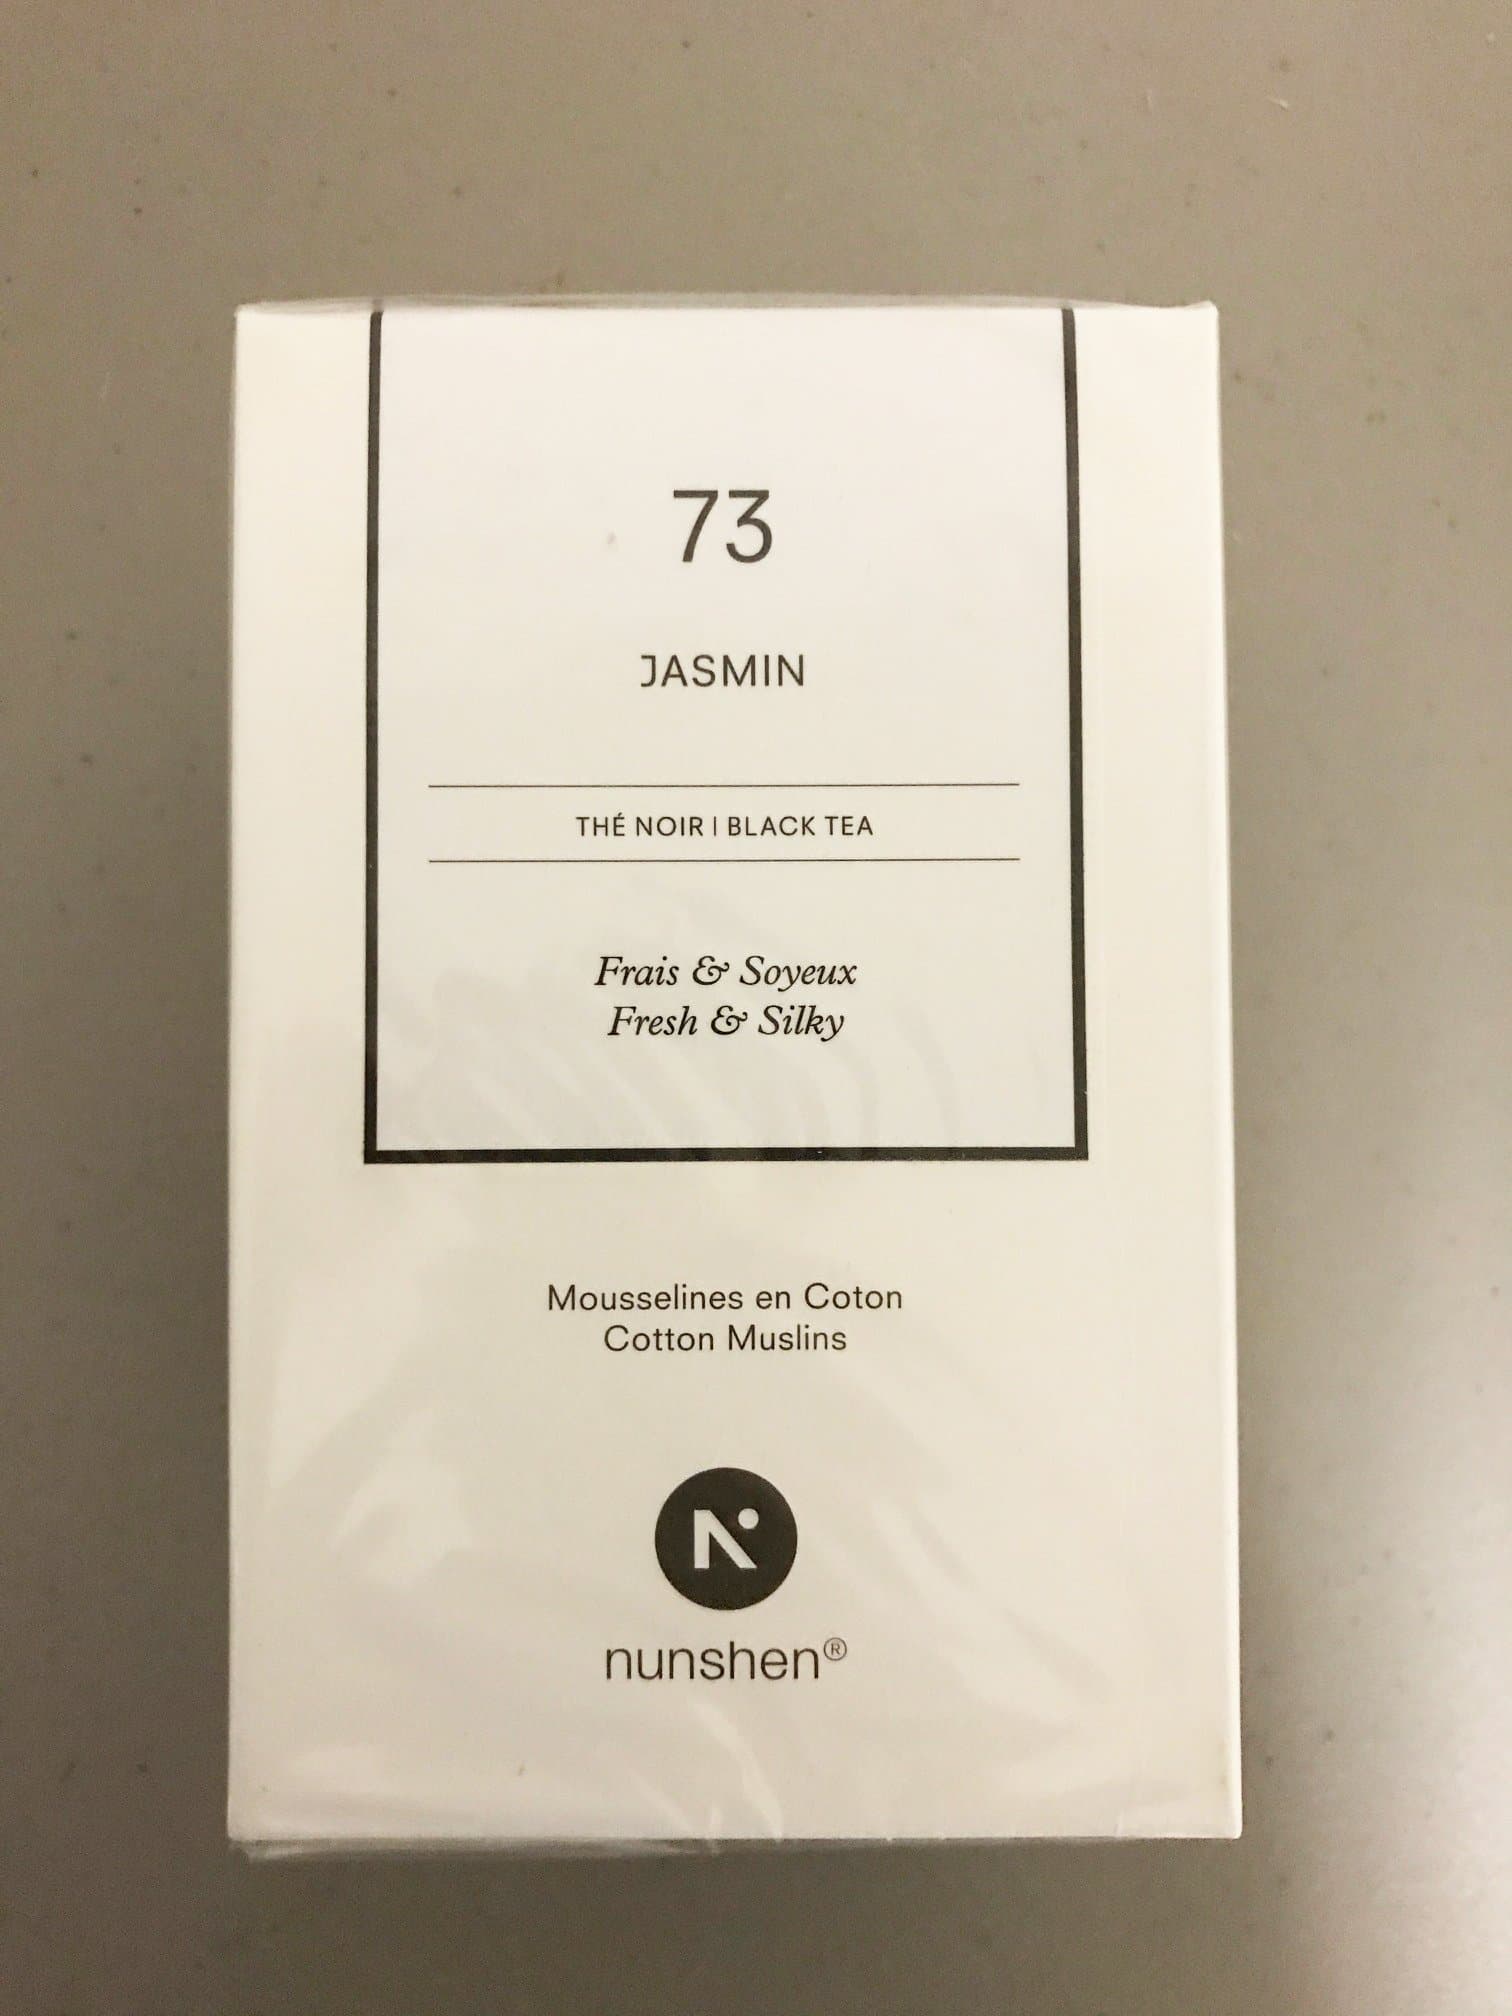 73
JASMIN
THÉ NOIR | BLACK TEA
Frais & Soyeux
Fresh & Silky
Mousselines en Coton
Cotton Muslins
N
nunshen®